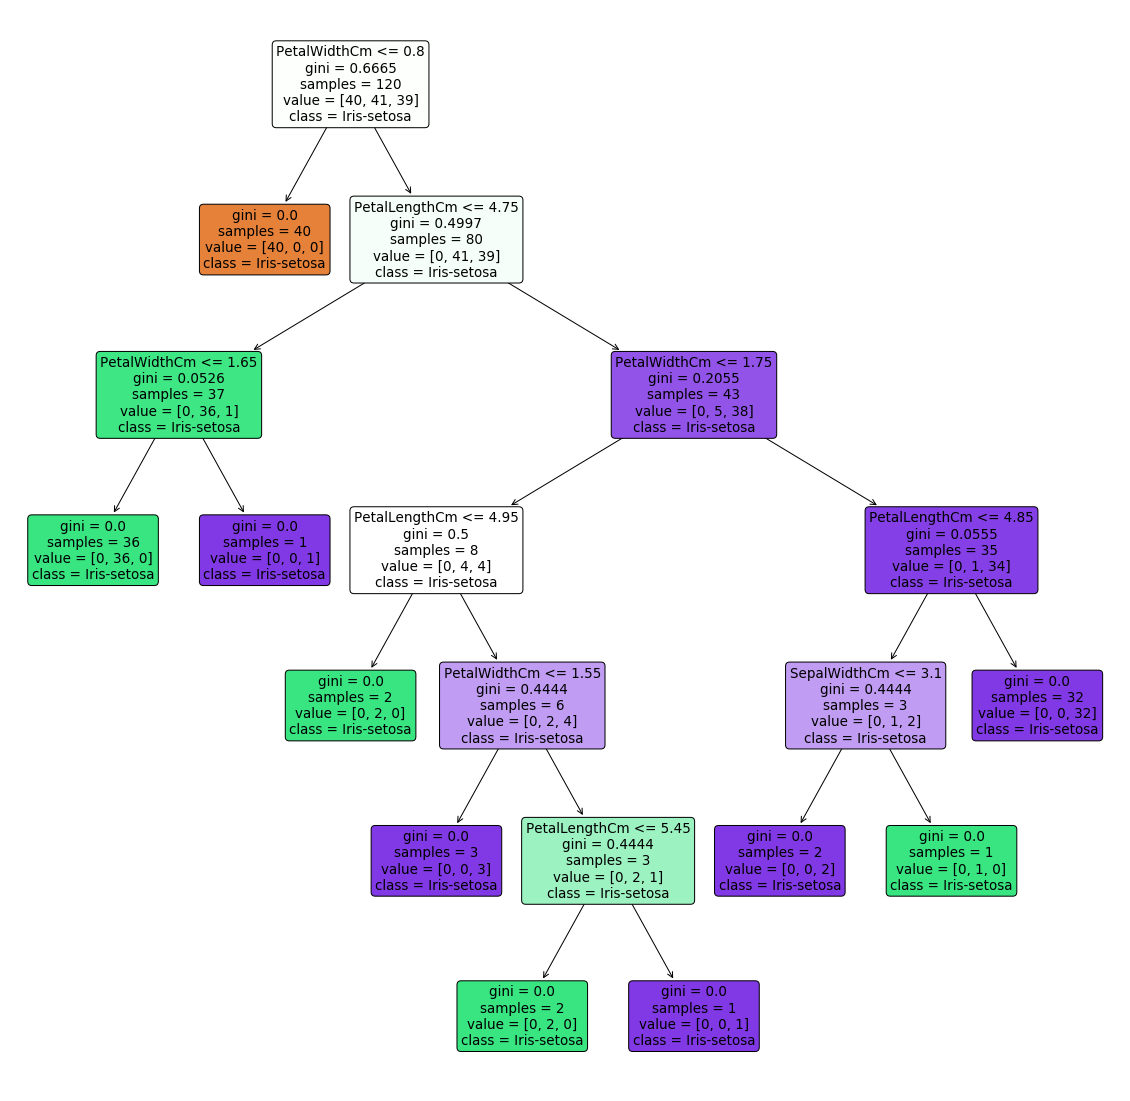 PetalWidthCm <= 0.8
gini = 0.6665
samples = 120
value = [40, 41, 39]
class = Iris-setosa
gini = 0.0
samples = 40
value = [40, 0, 0]
class = Iris-setosa
PetalLengthCm <= 4.75
gini = 0.4997
samples = 80
value = [0, 41, 39]
class = Iris-setosa
PetalWidthCm <= 1.65
gini = 0.0526
samples = 37
value = [0, 36, 1]
class = Iris-setosa
PetalWidthCm <= 1.75
gini = 0.2055
samples = 43
value = [0, 5, 38]
class = Iris-setosa
gini = 0.0
samples = 36
value = [0, 36, 0]
class = Iris-setosa
gini = 0.0
samples = 1
value = [0, 0, 1]
class = Iris-setosa
PetalLengthCm <= 4.95
gini = 0.5
samples = 8
value = [0, 4, 4]
class = Iris-setosa
PetalLengthCm <= 4.85
gini = 0.0555
samples = 35
value = [0, 1, 34]
class = Iris-setosa
gini = 0.0
samples = 2
value = [0, 2, 0]
class = Iris-setosa
PetalWidthCm <= 1.55
gini = 0.4444
samples = 6
value = [0, 2, 4]
class = Iris-setosa
SepalWidthCm <= 3.1
gini = 0.4444
samples = 3
value = [0, 1, 2]
class = Iris-setosa
gini = 0.0
samples = 32
value = [0, 0, 32]
class = Iris-setosa
gini = 0.0
samples = 3
value = [0, 0, 3]
class = Iris-setosa
PetalLengthCm <= 5.45
gini = 0.4444
samples = 3
value = [0, 2, 1]
class = Iris-setosa
gini = 0.0
samples = 2
value = [0, 0, 2]
class = Iris-setosa
gini = 0.0
samples = 1
value = [0, 1, 0]
class = Iris-setosa
gini = 0.0
samples = 2
value = [0, 2, 0]
class = Iris-setosa
gini = 0.0
samples = 1
value = [0, 0, 1]
class = Iris-setosa